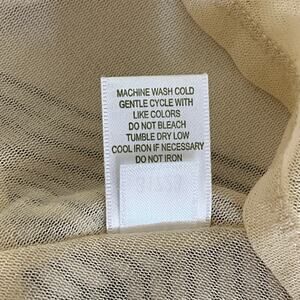 MACHINE WASH COLD
GENTLE CYCLE WITH
LIKE COLORS
DO NOT BLEACH
TUMBLE DRY LOW
COOL IRON IF NECESSARY
DO NOT IRON